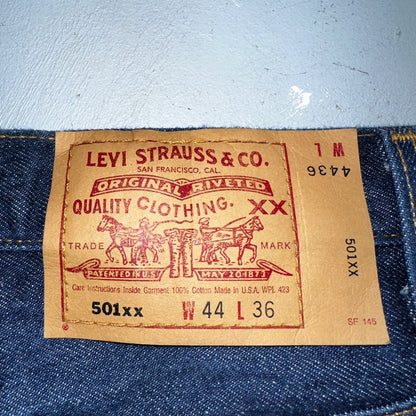 LEVI STRAUSS & CO.
SAN FRANCISCO, CAL.
ORIGINAL RIVETED
QUALITY CLOTHING. XX
TRADE MARK
PATENTED IN U.S. MAY 20 1873
Care Instructions Inside Garment 100% Cotton Made in U.S.A. WPL 423
501xx W 44 L 36
®
W L
4436
501XX
SF 145